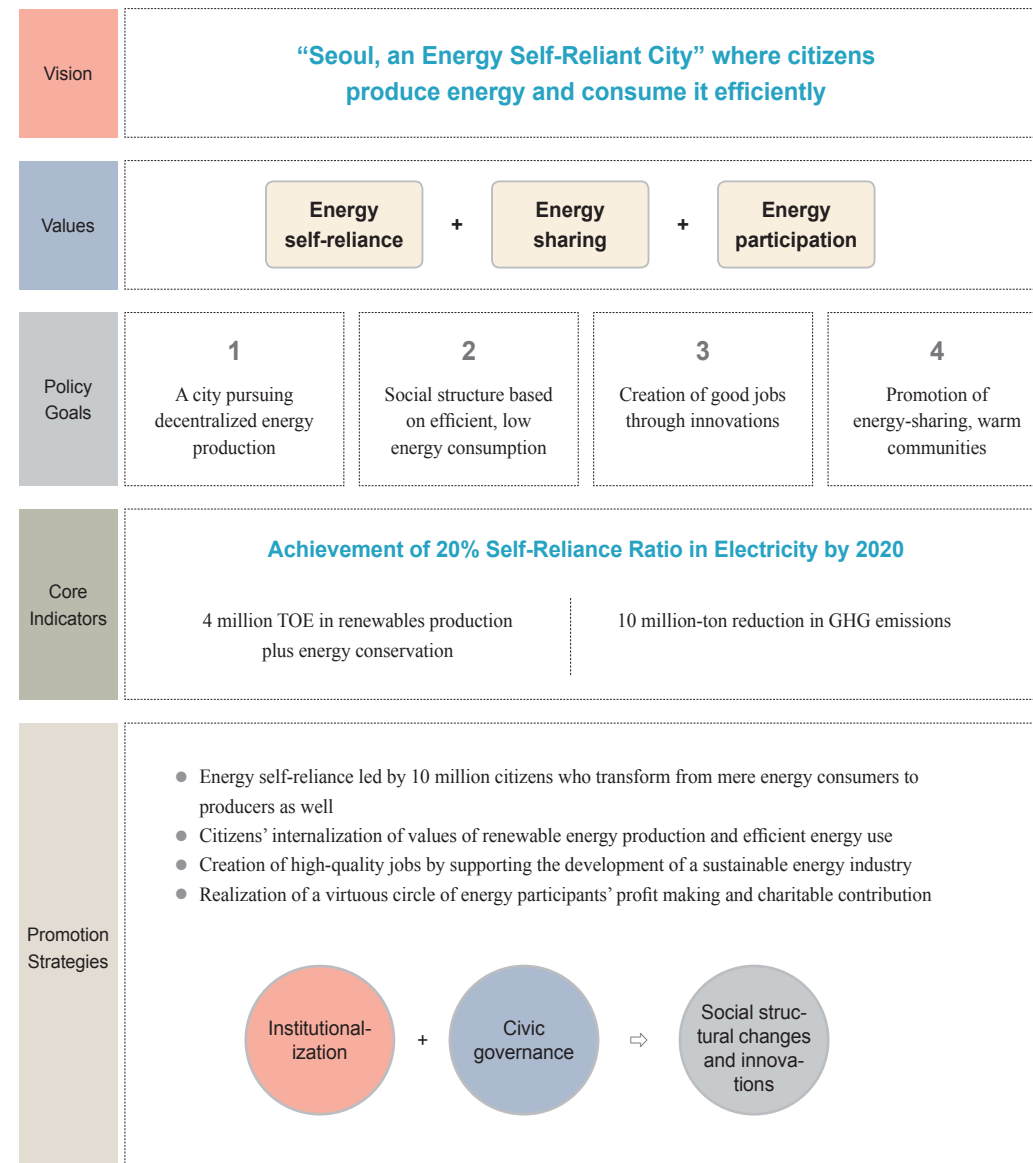 Vision
“Seoul, an Energy Self-Reliant City” where citizens
produce energy and consume it efficiently
Values
Energy
self-reliance
+
Energy
sharing
+
Energy
participation
Policy
Goals
1
A city pursuing
decentralized energy
production
2
Social structure based
on efficient, low
energy consumption
3
Creation of good jobs
through innovations
4
Promotion of
energy-sharing, warm
communities
Core
Indicators
Achievement of 20% Self-Reliance Ratio in Electricity by 2020
4 million TOE in renewables production
plus energy conservation
10 million-ton reduction in GHG emissions
Promotion
Strategies
● Energy self-reliance led by 10 million citizens who transform from mere energy consumers to
producers as well
● Citizens’ internalization of values of renewable energy production and efficient energy use
● Creation of high-quality jobs by supporting the development of a sustainable energy industry
● Realization of a virtuous circle of energy participants’ profit making and charitable contribution
Institutional-
ization
+
Civic
governance
⇨
Social struc-
tural changes
and innova-
tions